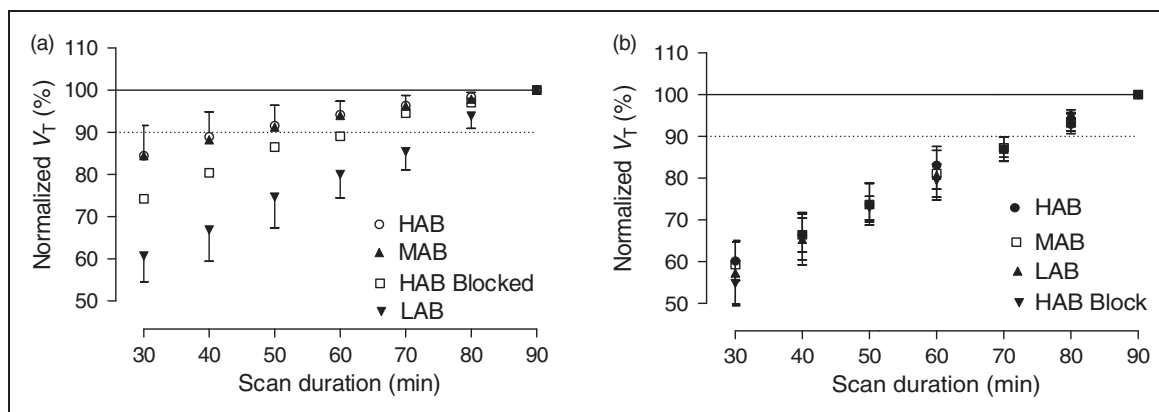 (a)
110
100
90
80
70
60
50
Normalized VT (%)
HAB
MAB
HAB Blocked
LAB
30 40 50 60 70 80 90
Scan duration (min)
(b)
110
100
90
80
70
60
50
Normalized VT (%)
HAB
MAB
LAB
HAB Block
30 40 50 60 70 80 90
Scan duration (min)